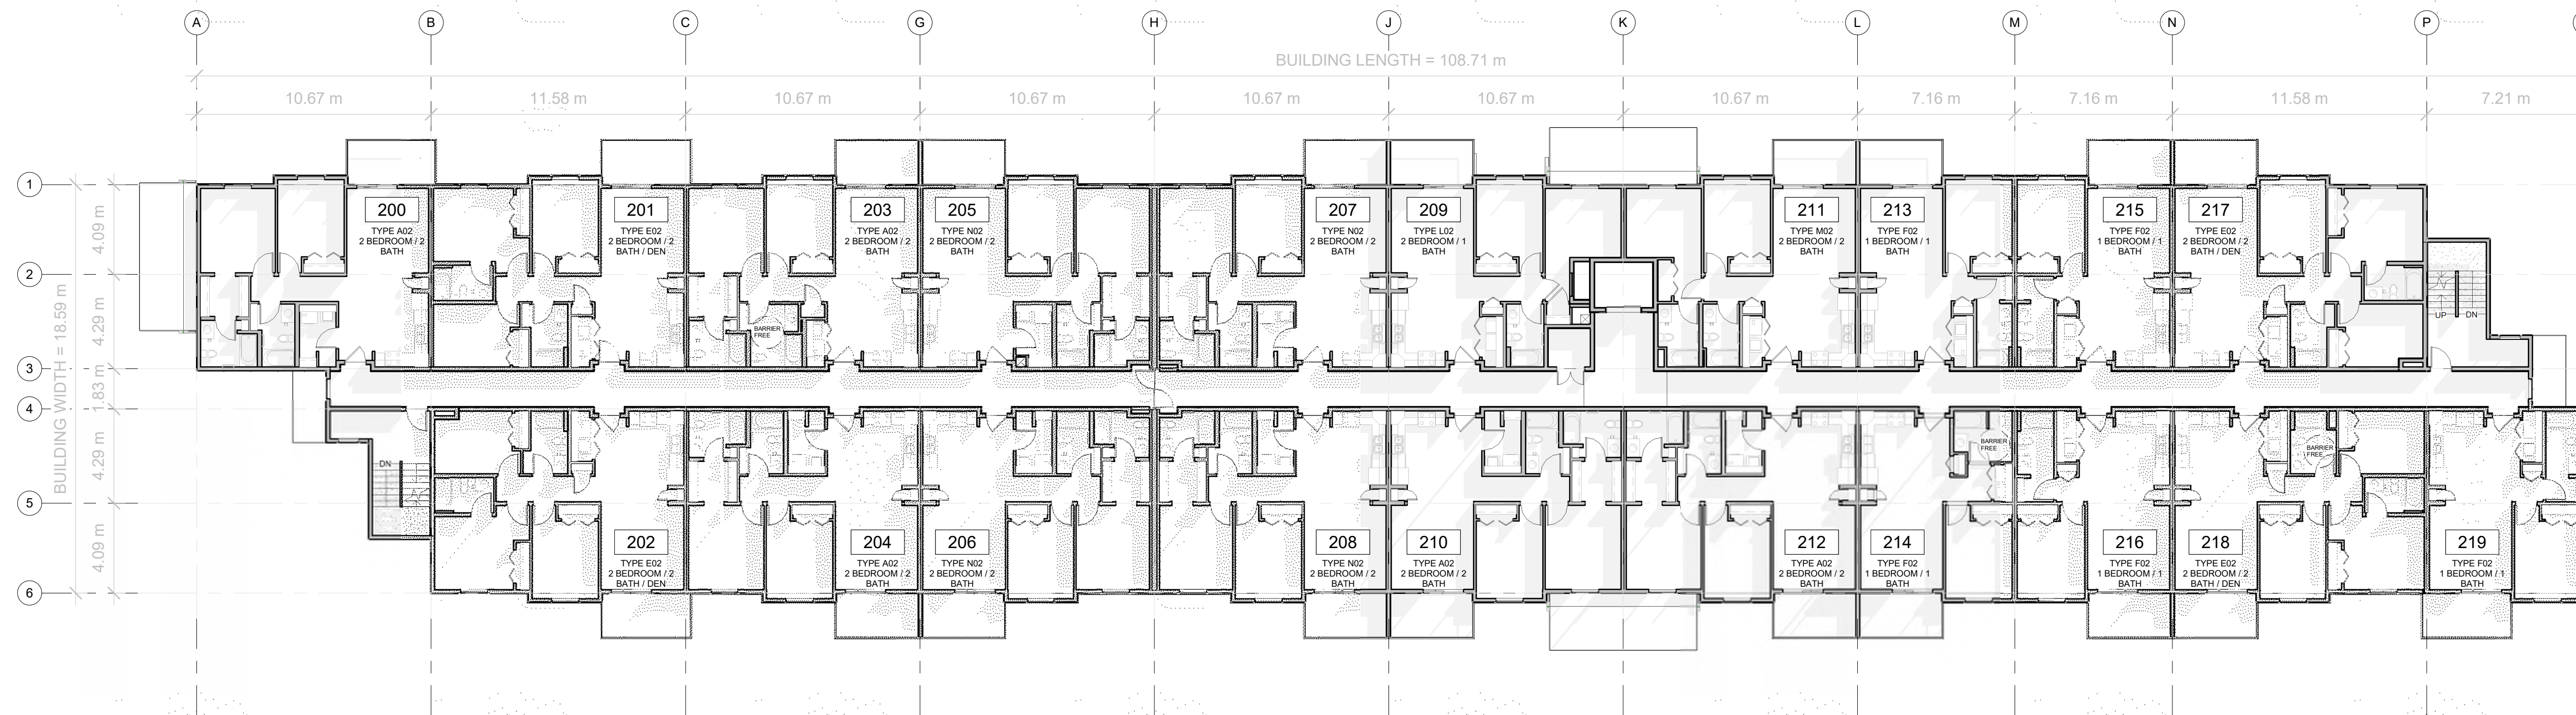 A B C G H J K L M N P
BUILDING LENGTH = 108.71 m
10.67 m 11.58 m 10.67 m 10.67 m 10.67 m 10.67 m 10.67 m 7.16 m 7.16 m 11.58 m 7.21 m
1
2
3
4
5
6
BUILDING WIDTH = 18.59 m
4.09 m
4.29 m
1.83 m
4.29 m
4.09 m
200
TYPE A02
2 BEDROOM / 2
BATH
201
TYPE E02
2 BEDROOM / 2
BATH / DEN
203
TYPE A02
2 BEDROOM / 2
BATH
205
TYPE N02
2 BEDROOM / 2
BATH
207
TYPE N02
2 BEDROOM / 2
BATH
209
TYPE L02
2 BEDROOM / 1
BATH
211
TYPE M02
2 BEDROOM / 2
BATH
213
TYPE F02
1 BEDROOM / 1
BATH
215
TYPE F02
1 BEDROOM / 1
BATH
217
TYPE E02
2 BEDROOM / 2
BATH / DEN
BARRIER
FREE
UP DN
DN
BARRIER
FREE
BARRIER
FREE
202
TYPE E02
2 BEDROOM / 2
BATH / DEN
204
TYPE A02
2 BEDROOM / 2
BATH
206
TYPE N02
2 BEDROOM / 2
BATH
208
TYPE N02
2 BEDROOM / 2
BATH
210
TYPE A02
2 BEDROOM / 2
BATH
212
TYPE A02
2 BEDROOM / 2
BATH
214
TYPE F02
1 BEDROOM / 1
BATH
216
TYPE F02
1 BEDROOM / 1
BATH
218
TYPE E02
2 BEDROOM / 2
BATH / DEN
219
TYPE F02
1 BEDROOM / 1
BATH